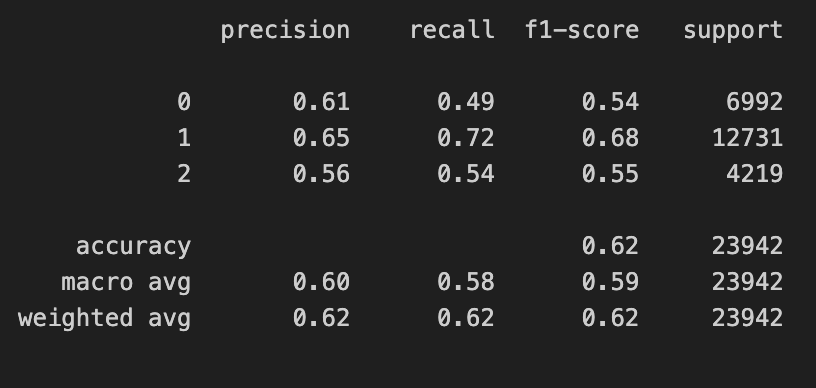 precision recall f1-score support
0 0.61 0.49 0.54 6992
1 0.65 0.72 0.68 12731
2 0.56 0.54 0.55 4219
accuracy 0.62 23942
macro avg 0.60 0.58 0.59 23942
weighted avg 0.62 0.62 0.62 23942